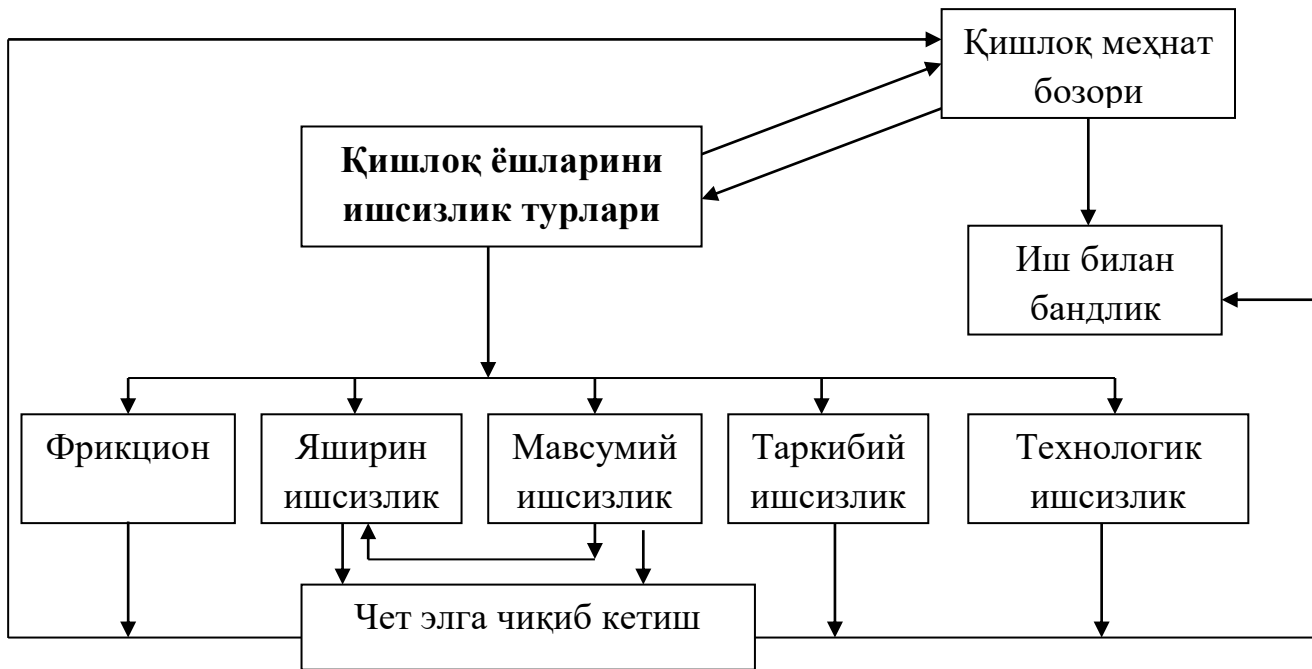 Қишлоқ меҳнат
бозори
Қишлоқ ёшларини
ишсизлик турлари
Иш билан
бандлик
Фрикцион
Яширин
ишсизлик
Мавсумий
ишсизлик
Таркибий
ишсизлик
Технологик
ишсизлик
Чет элга чиқиб кетиш